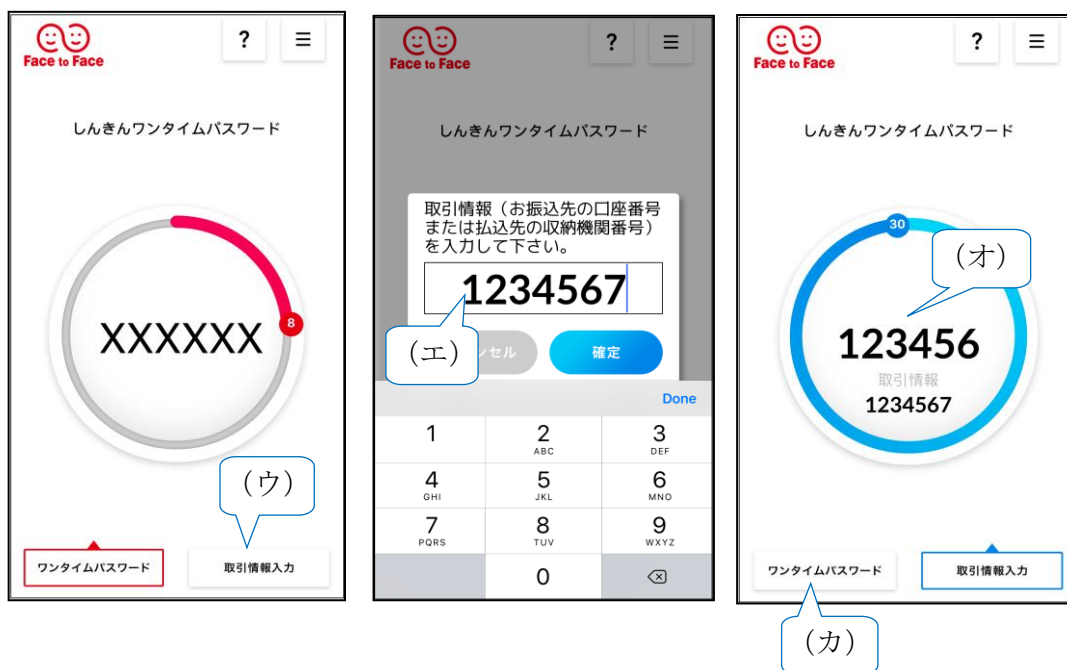 Face to Face
?
しんきんワンタイムパスワード
XXXXXX
8
(ウ)
ワンタイムパスワード
取引情報入力
Face to Face
?
しんきんワンタイムパスワード
取引情報（お振込先の口座番号
または払込先の収納機関番号）
を入力して下さい。
1234567
(エ)
ンセル
確定
Done
1
2
ABC
3
DEF
4
GHI
5
JKL
6
MNO
7
PQRS
8
TUV
9
WXYZ
0
Face to Face
?
しんきんワンタイムパスワード
30
(オ)
123456
取引情報
1234567
ワンタイムパスワード
取引情報入力
(カ)